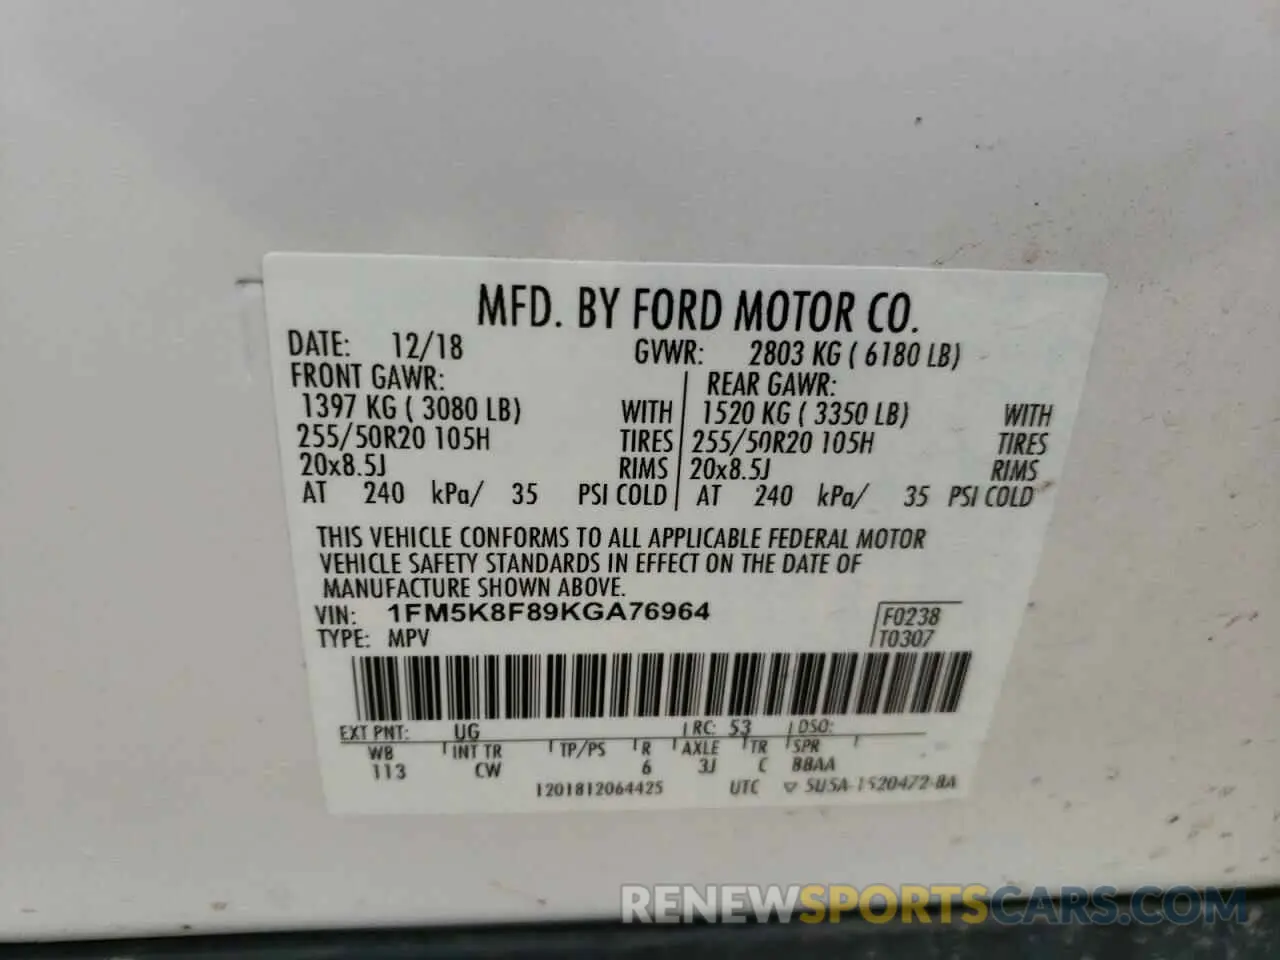 MFD. BY FORD MOTOR CO.
DATE: 12/18 GVWR: 2803 KG ( 6180 LB)
FRONT GAWR: REAR GAWR:
1397 KG ( 3080 LB) WITH 1520 KG ( 3350 LB) WITH
255/50R20 105H TIRES 255/50R20 105H TIRES
20x8.5J RIMS 20x8.5J RIMS
AT 240 kPa/ 35 PSI COLD AT 240 kPa/ 35 PSI COLD
THIS VEHICLE CONFORMS TO ALL APPLICABLE FEDERAL MOTOR
VEHICLE SAFETY STANDARDS IN EFFECT ON THE DATE OF
MANUFACTURE SHOWN ABOVE.
VIN: 1FM5K8F89KGA76964 F0238
TYPE: MPV T0307
EXT PNT: UG RC: 53 DSO:
WB INT TR TP/PS R AXLE TR SPR
113 CW 6 3J C BBAA
1201812064425 UTC ▽ 5U5A-1520472-BA
RENEWSPORTSCARS.COM